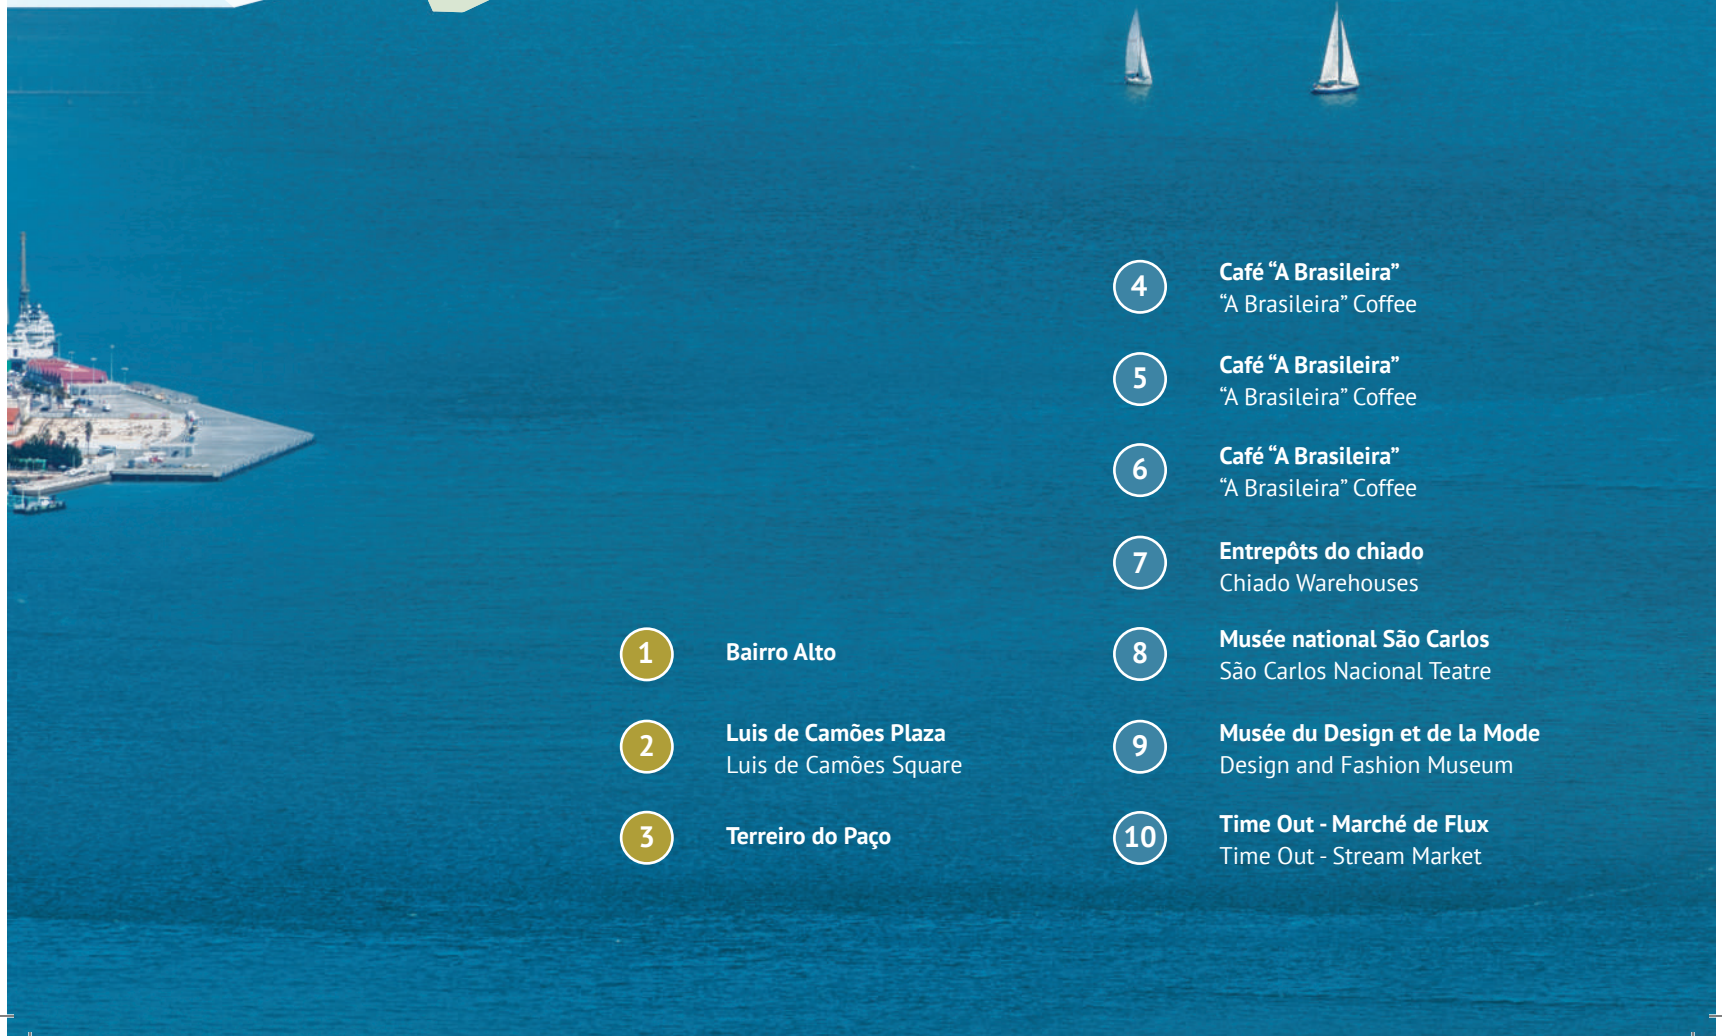 1
Bairro Alto
2
Luis de Camões Plaza
Luis de Camões Square
3
Terreiro do Paço
4
Café “A Brasileira”
“A Brasileira” Coffee
5
Café “A Brasileira”
“A Brasileira” Coffee
6
Café “A Brasileira”
“A Brasileira” Coffee
7
Entrepôts do chiado
Chiado Warehouses
8
Musée national São Carlos
São Carlos Nacional Teatre
9
Musée du Design et de la Mode
Design and Fashion Museum
10
Time Out - Marché de Flux
Time Out - Stream Market